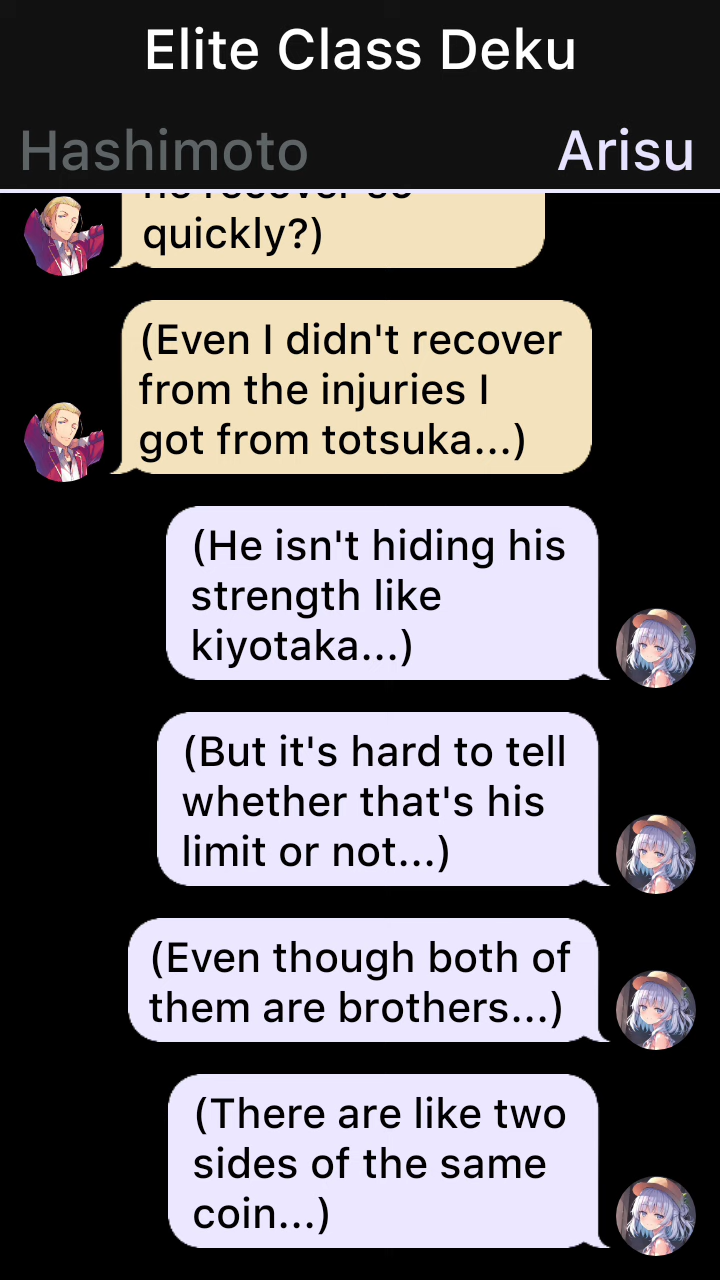 Elite Class Deku
Hashimoto
Arisu
quickly?)
(Even I didn't recover
from the injuries I
got from totsuka...)
(He isn't hiding his
strength like
kiyotaka...)
(But it's hard to tell
whether that's his
limit or not...)
(Even though both of
them are brothers...)
(There are like two
sides of the same
coin...)